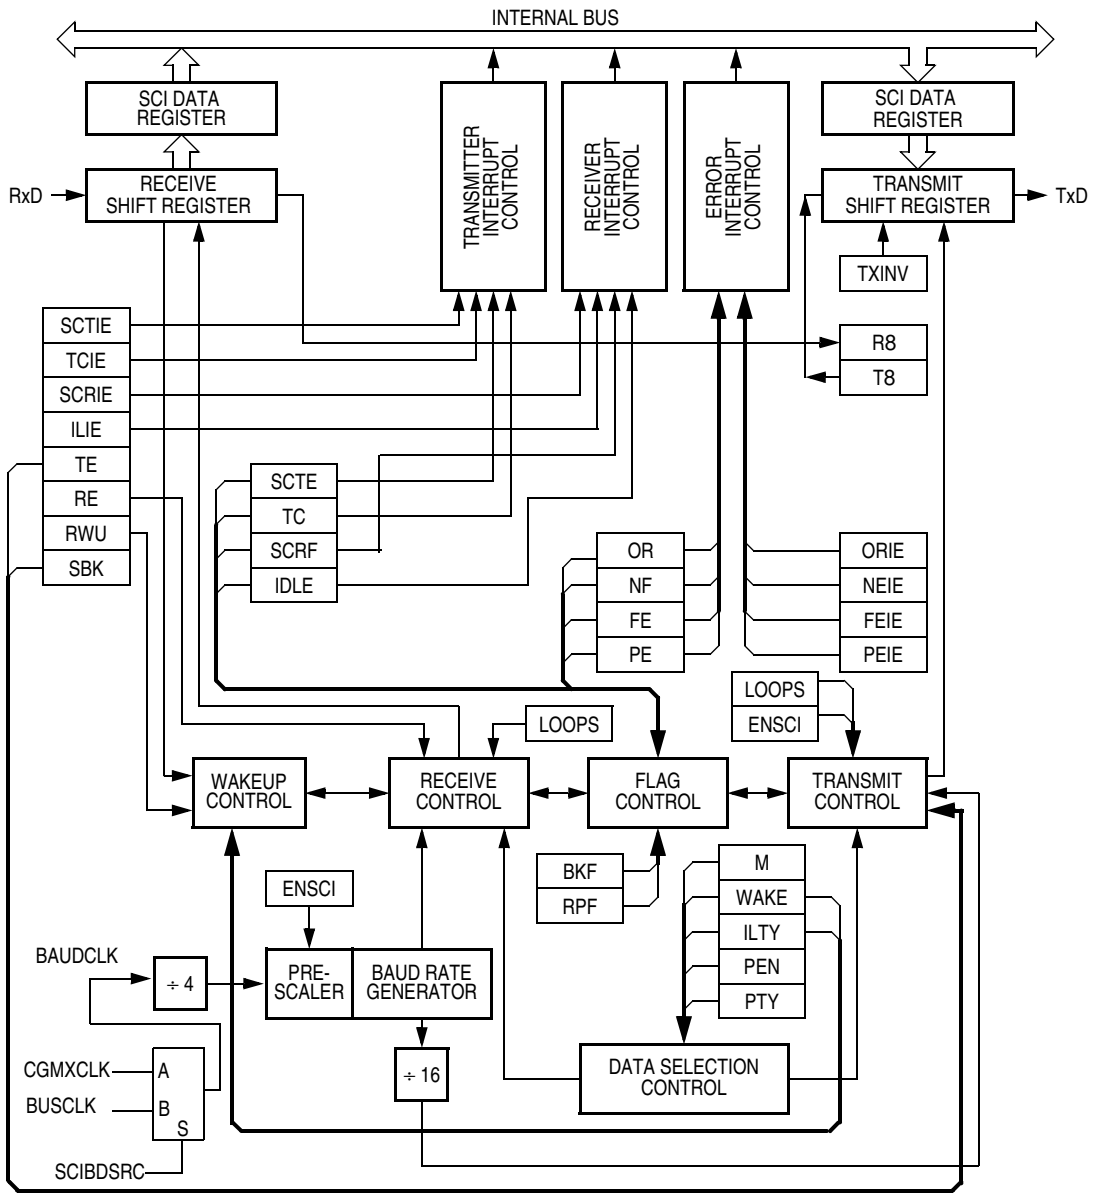 INTERNAL BUS
SCI DATA
REGISTER
SCI DATA
REGISTER
TRANSMITTER
INTERRUPT
CONTROL
RECEIVER
INTERRUPT
CONTROL
ERROR
INTERRUPT
CONTROL
RxD
RECEIVE
SHIFT REGISTER
TRANSMIT
SHIFT REGISTER
TxD
TXINV
SCTIE
TCIE
SCRIE
ILIE
TE
RE
RWU
SBK
R8
T8
SCTE
TC
SCRF
IDLE
OR
NF
FE
PE
ORIE
NEIE
FEIE
PEIE
LOOPS
ENSCI
LOOPS
WAKEUP
CONTROL
RECEIVE
CONTROL
FLAG
CONTROL
TRANSMIT
CONTROL
BKF
RPF
M
WAKE
ILTY
PEN
PTY
ENSCI
BAUDCLK
÷ 4
PRE-
SCALER
BAUD RATE
GENERATOR
÷ 16
DATA SELECTION
CONTROL
CGMXCLK
A
BUSCLK
B
S
SCIBDSRC